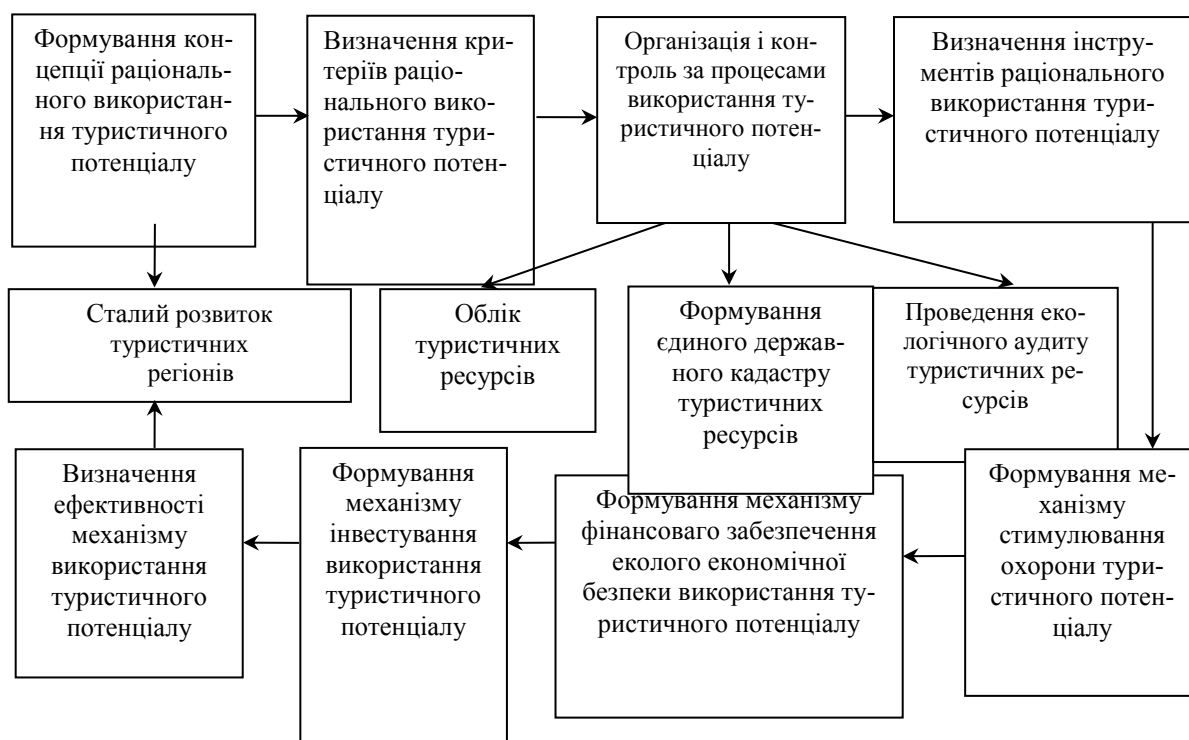 Формування кон-
цепції раціональ-
ного використан-
ня туристичного
потенціалу
Визначення кри-
теріїв раціо-
нального вико-
ристання тури-
стичного потен-
ціалу
Організація і кон-
троль за процесами
використання ту-
ристичного потен-
ціалу
Визначення інстру-
ментів раціонального
використання тури-
стичного потенціалу
Сталий розвиток
туристичних
регіонів
Облік
туристичних
ресурсів
Формування
єдиного держав-
ного кадастру
туристичних
ресурсів
Проведення еко-
логічного аудиту
туристичних ре-
сурсів
Визначення
ефективності
механізму
використання
туристичного
потенціалу
Формування
механізму
інвестування
використання
туристичного
потенціалу
Формування механізму
фінансоваго забезпечення
еколого економічної
безпеки використання ту-
ристичного потенціалу
Формування ме-
ханізму
стимулювання
охорони тури-
стичного потен-
ціалу